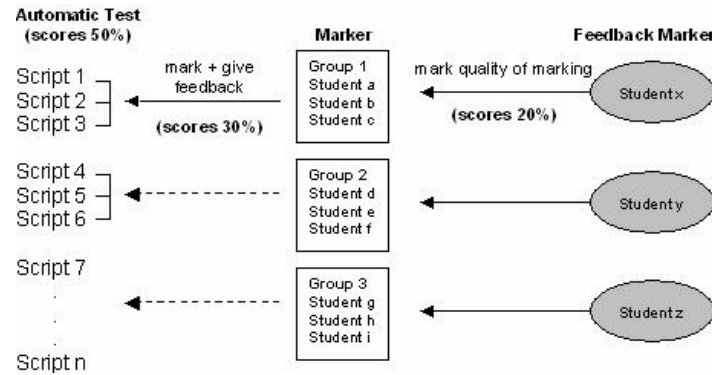 Automatic Test
(scores 50%)
Marker
Feedback Marker
Script 1
Script 2
Script 3
mark + give
feedback
(scores 30%)
Group 1
Student a
Student b
Student c
mark quality of marking
(scores 20%)
Student x
Script 4
Script 5
Script 6
Group 2
Student d
Student e
Student f
Student y
Script 7
.
.
.
Script n
Group 3
Student g
Student h
Student i
Student z